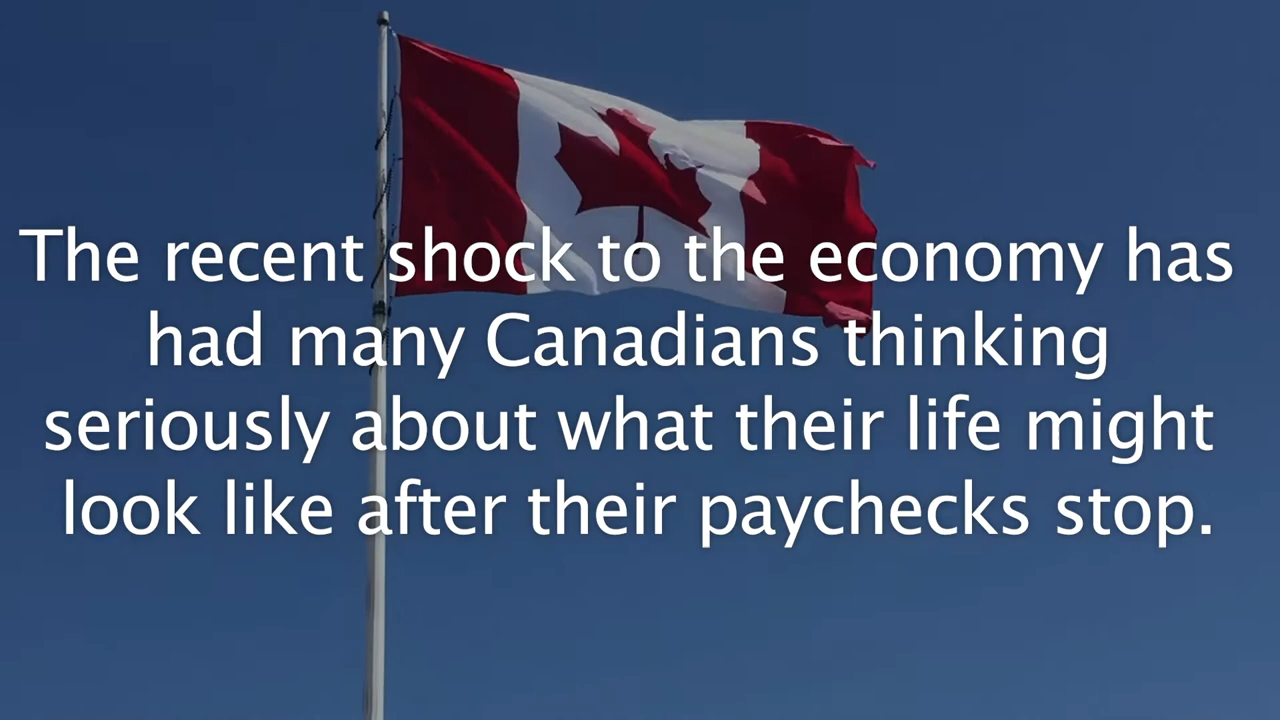 The recent shock to the economy has
had many Canadians thinking
seriously about what their life might
look like after their paychecks stop.